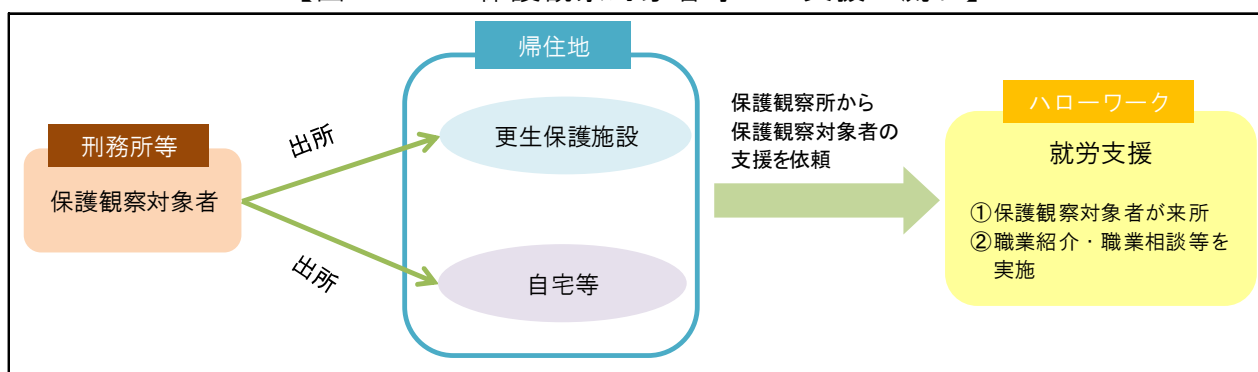 帰住地
刑務所等
保護観察対象者
出所
出所
更生保護施設
自宅等
保護観察所から
保護観察対象者の
支援を依頼
ハローワーク
就労支援
①保護観察対象者が来所
②職業紹介・職業相談等を
実施